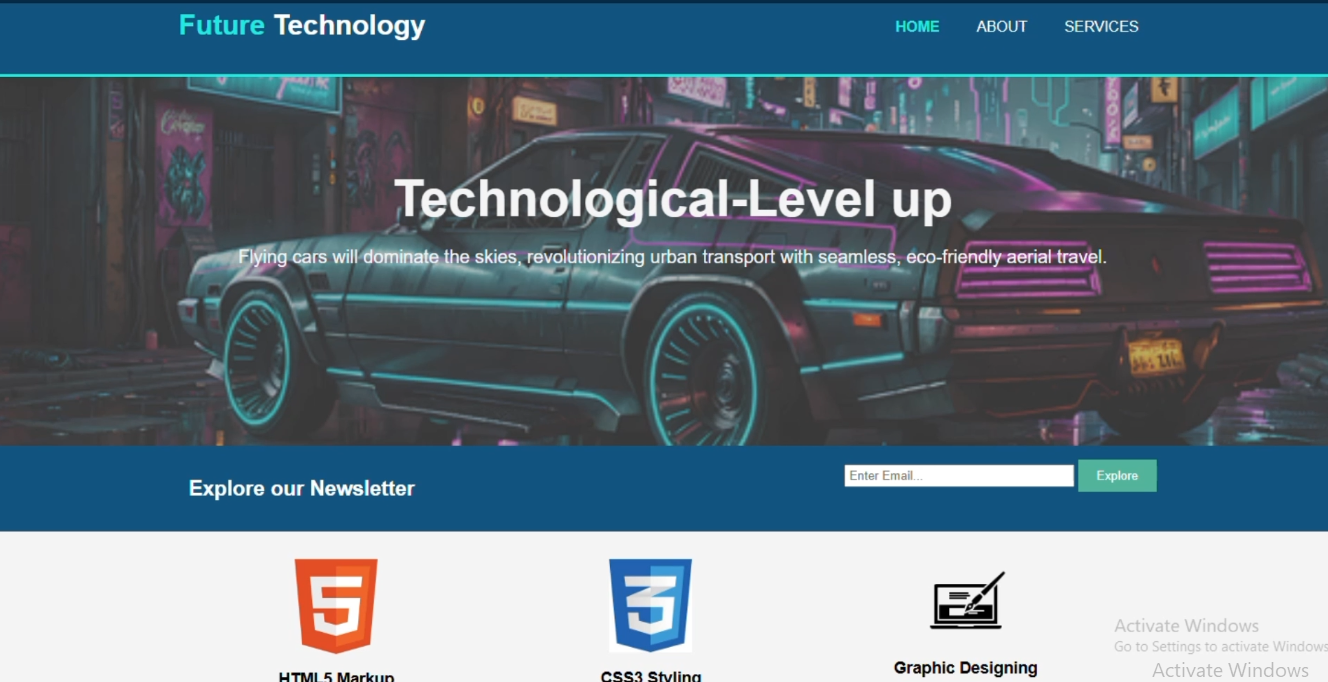 Future Technology
HOME ABOUT SERVICES
Technological-Level up
Flying cars will dominate the skies, revolutionizing urban transport with seamless, eco-friendly aerial travel.
Explore our Newsletter
Enter Email...
Explore
5
3
HTML5 Markup
CSS3 Styling
Graphic Designing
Activate Windows
Go to Settings to activate Windows
Activate Windows